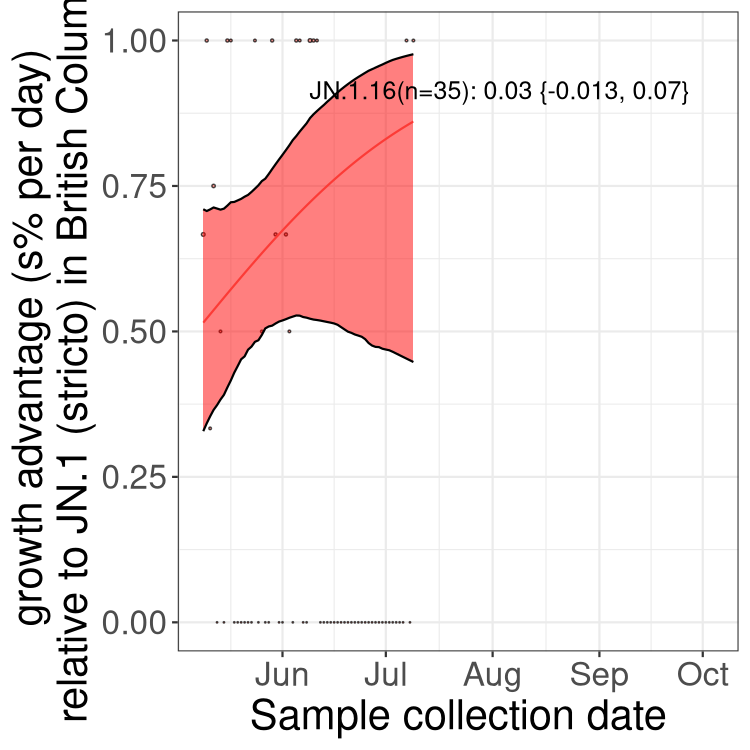 growth advantage (s% per day)
relative to JN.1 (stricto) in British Colum
1.00
0.75
0.50
0.25
0.00
JN.1.16(n=35): 0.03 {-0.013, 0.07}
Jun Jul Aug Sep Oct
Sample collection date